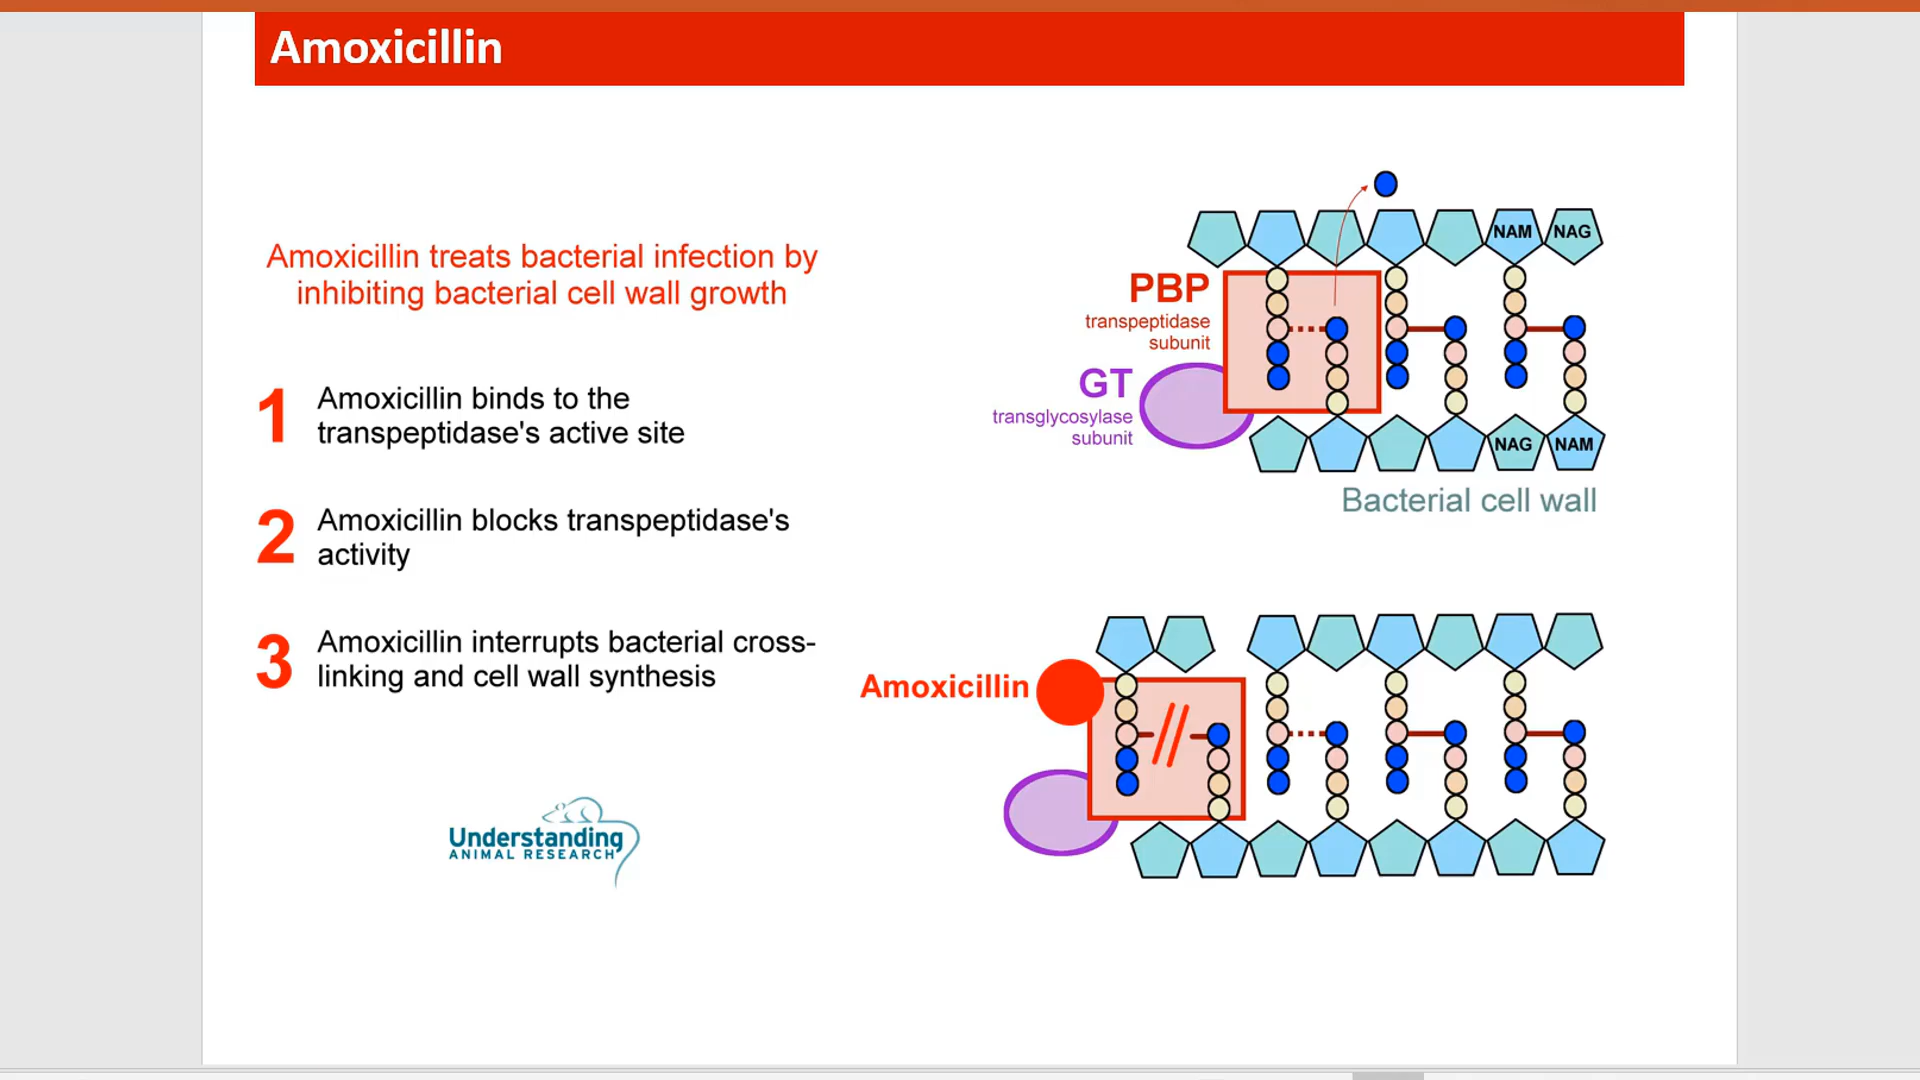 Amoxicillin
Amoxicillin treats bacterial infection by
inhibiting bacterial cell wall growth
1
Amoxicillin binds to the
transpeptidase's active site
2
Amoxicillin blocks transpeptidase's
activity
3
Amoxicillin interrupts bacterial cross-
linking and cell wall synthesis
Understanding
ANIMAL RESEARCH
NAM NAG
PBP
transpeptidase
subunit
GT
transglycosylase
subunit
NAG NAM
Bacterial cell wall
Amoxicillin